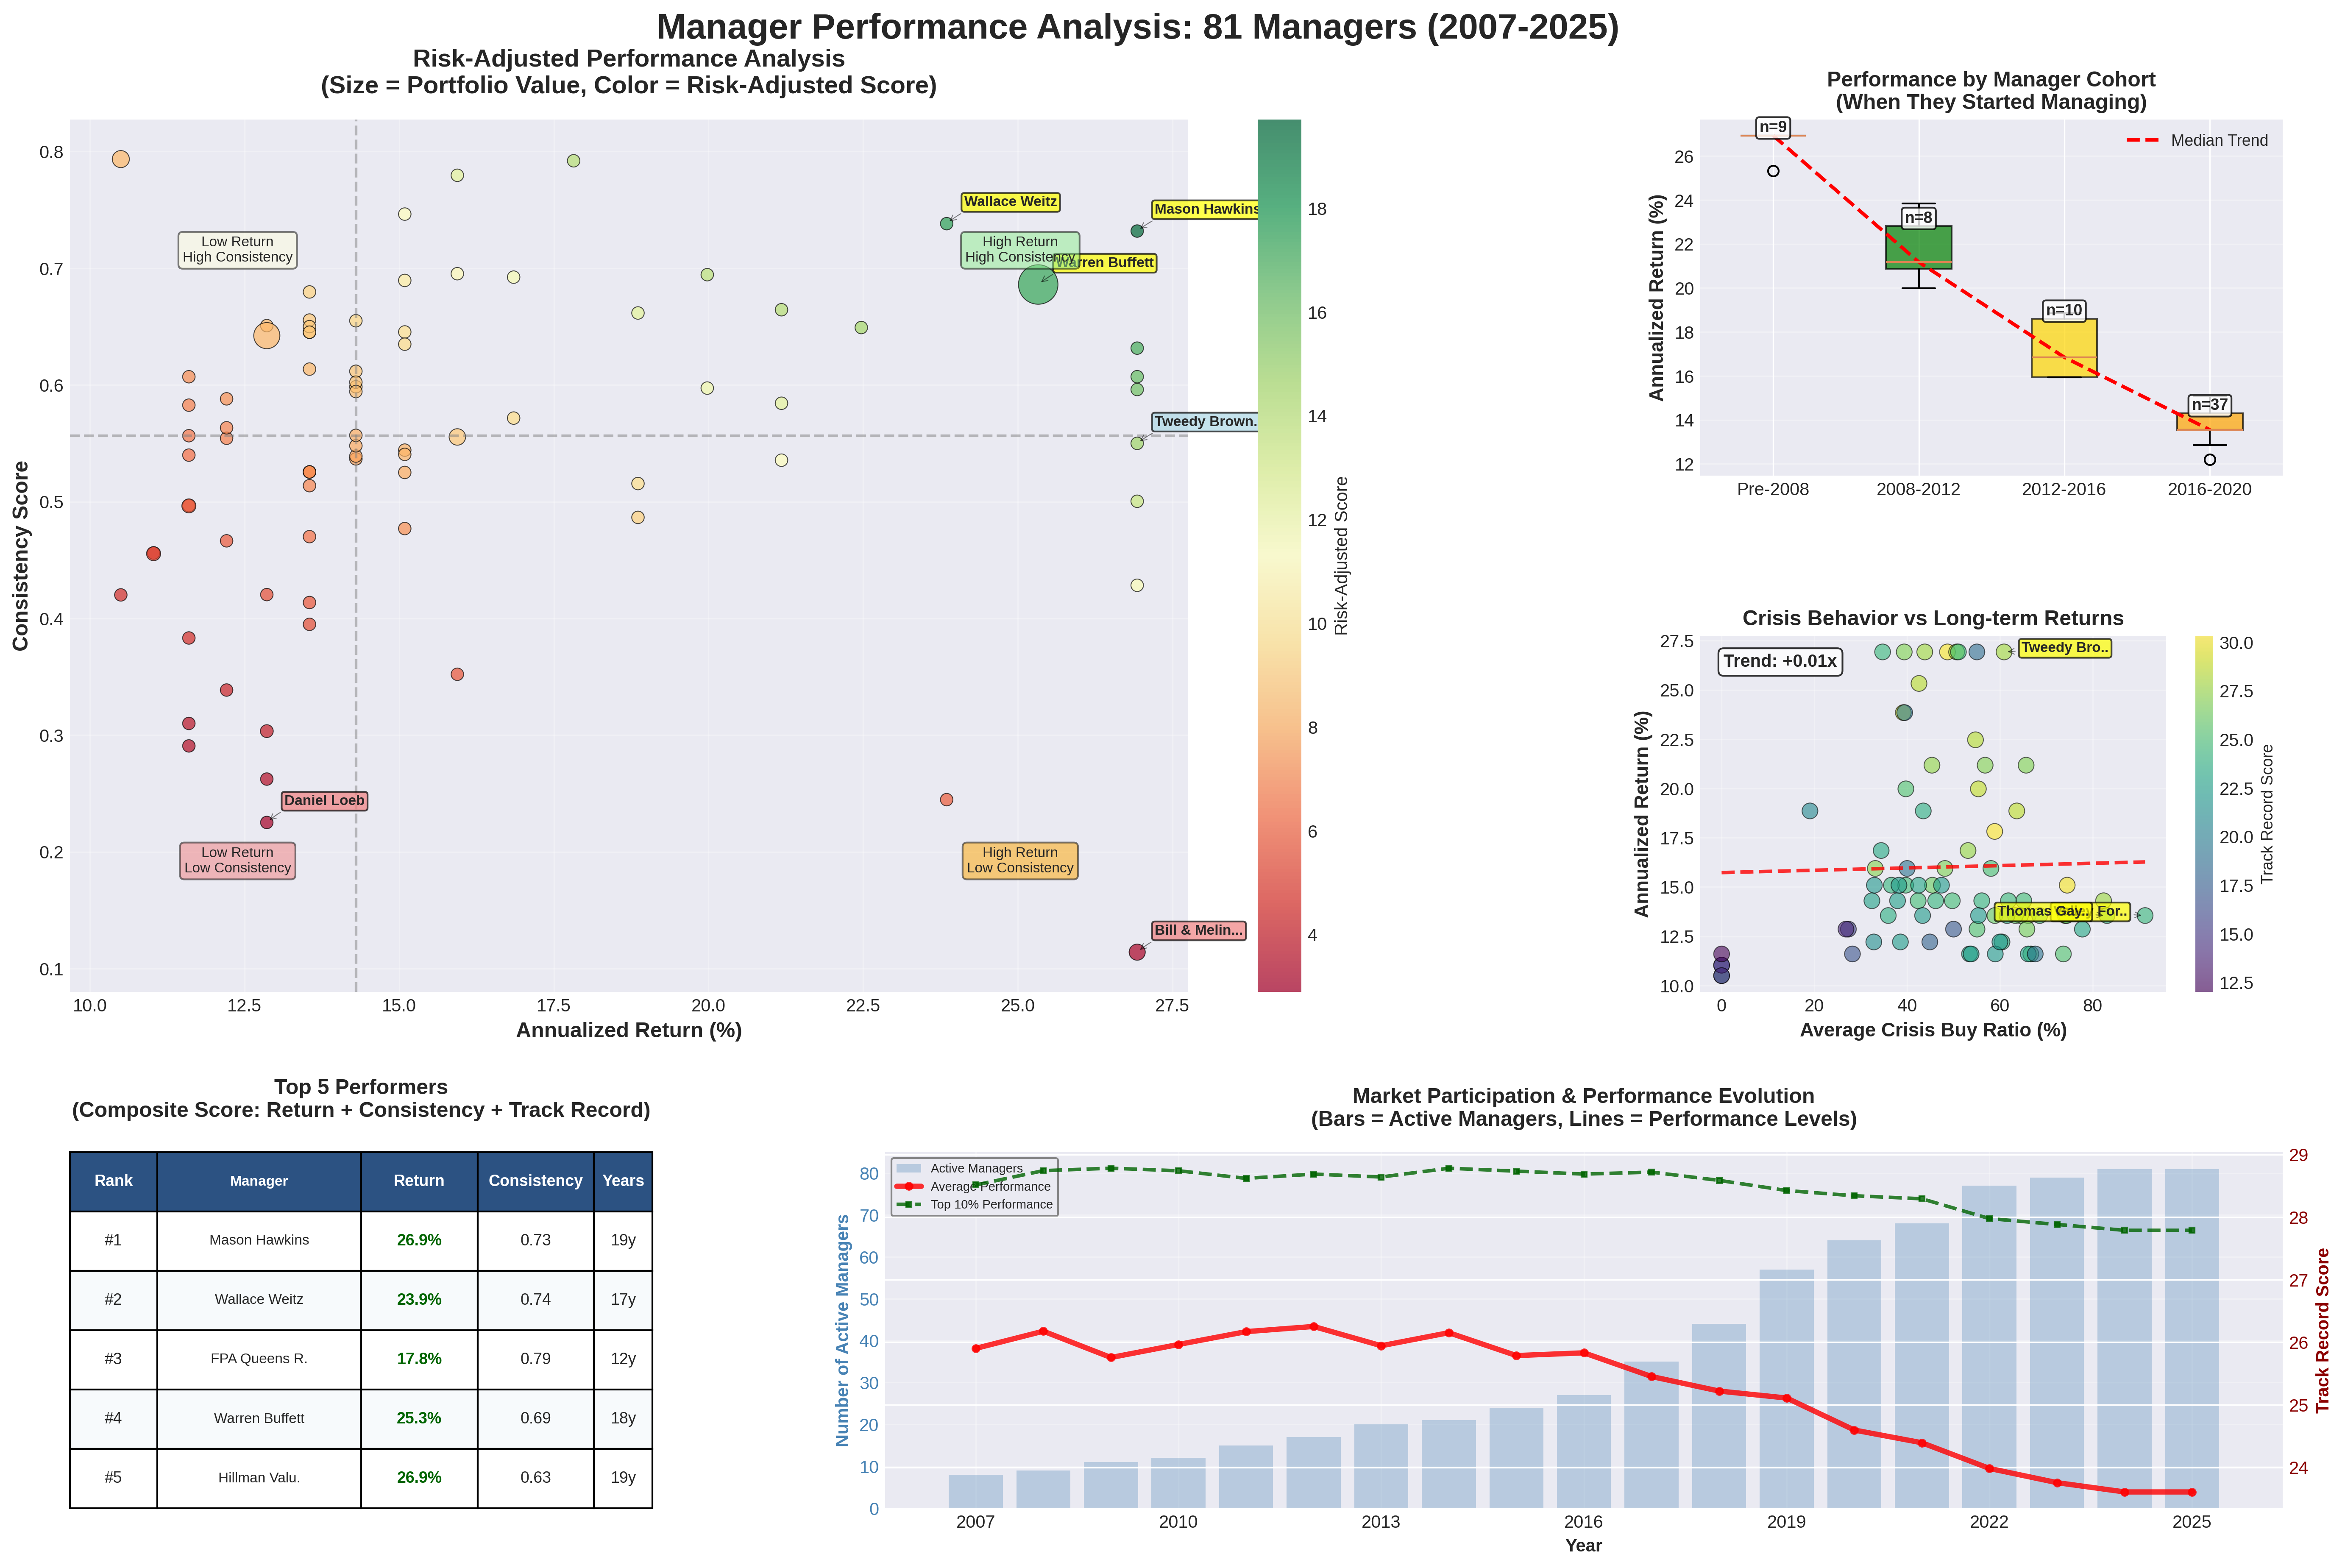 Manager Performance Analysis: 81 Managers (2007-2025)
Risk-Adjusted Performance Analysis
(Size = Portfolio Value, Color = Risk-Adjusted Score)
0.8
0.7
0.6
0.5
0.4
0.3
0.2
0.1
Consistency Score
Low Return
High Consistency
High Return
High Consistency
Low Return
Low Consistency
High Return
Low Consistency
Wallace Weitz
Mason Hawkins
Warren Buffett
Tweedy Brown.
Daniel Loeb
Bill & Melin...
10.0
12.5
15.0
17.5
20.0
22.5
25.0
27.5
Annualized Return (%)
18
16
14
12
10
8
6
4
Risk-Adjusted Score
Performance by Manager Cohort
(When They Started Managing)
26
24
22
20
18
16
14
12
Annualized Return (%)
n=9
n=8
n=10
n=37
Median Trend
Pre-2008
2008-2012
2012-2016
2016-2020
Crisis Behavior vs Long-term Returns
27.5
25.0
22.5
20.0
17.5
15.0
12.5
10.0
Annualized Return (%)
Trend: +0.01x
Tweedy Bro..
Thomas Gay..
For..
0
20
40
60
80
Average Crisis Buy Ratio (%)
30.0
27.5
25.0
22.5
20.0
17.5
15.0
12.5
Track Record Score
Top 5 Performers
(Composite Score: Return + Consistency + Track Record)
Rank Manager Return Consistency Years
#1 Mason Hawkins 26.9% 0.73 19y
#2 Wallace Weitz 23.9% 0.74 17y
#3 FPA Queens R. 17.8% 0.79 12y
#4 Warren Buffett 25.3% 0.69 18y
#5 Hillman Valu. 26.9% 0.63 19y
Market Participation & Performance Evolution
(Bars = Active Managers, Lines = Performance Levels)
80
70
60
50
40
30
20
10
0
Number of Active Managers
Active Managers
Average Performance
Top 10% Performance
2007
2010
2013
2016
2019
2022
2025
Year
29
28
27
26
25
24
Track Record Score